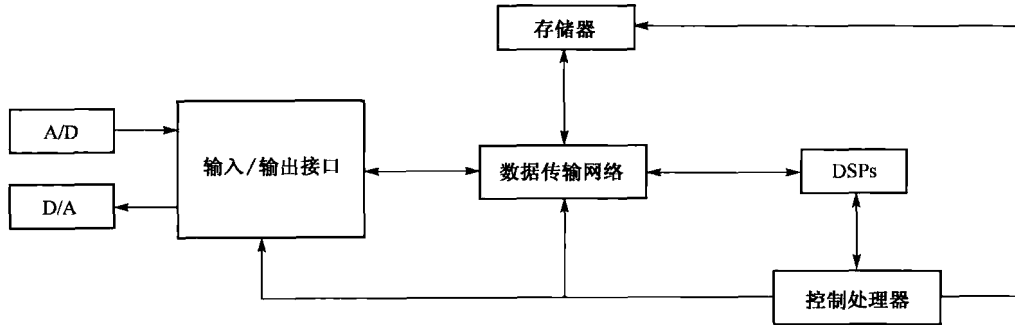 存储器
A/D
输入/输出接口
数据传输网络
DSPs
D/A
控制处理器